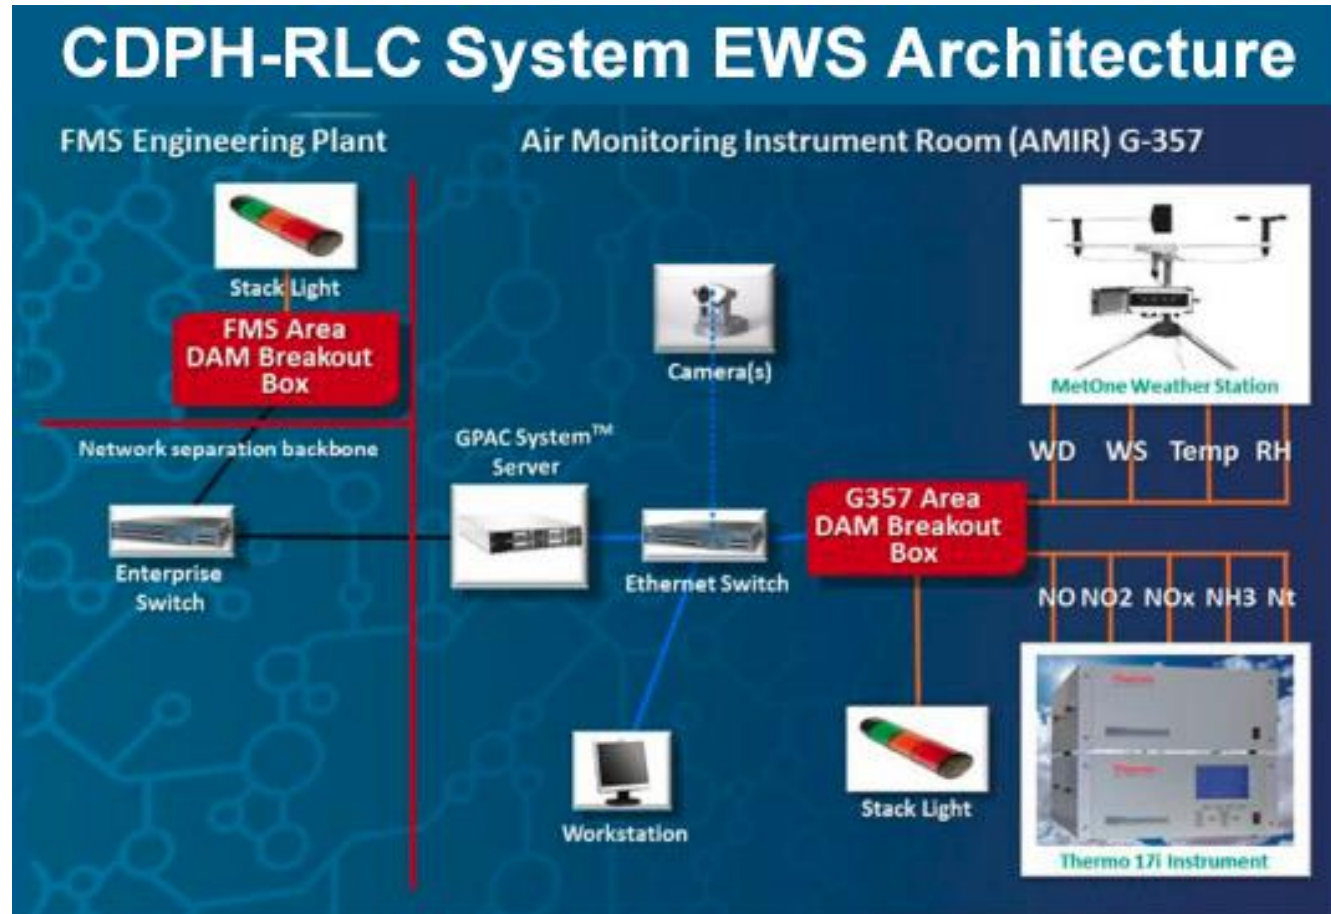 CDPH-RLC System EWS Architecture
FMS Engineering Plant
Air Monitoring Instrument Room (AMIR) G-357
Stack Light
FMS Area
DAM Breakout
Box
Network separation backbone
Enterprise
Switch
GPAC System™
Server
Camera(s)
Ethernet Switch
Workstation
G357 Area
DAM Breakout
Box
Stack Light
MetOne Weather Station
WD WS Temp RH
NO NO2 NOx NH3 Nt
Thermo
Thermo
Thermo 17i Instrument